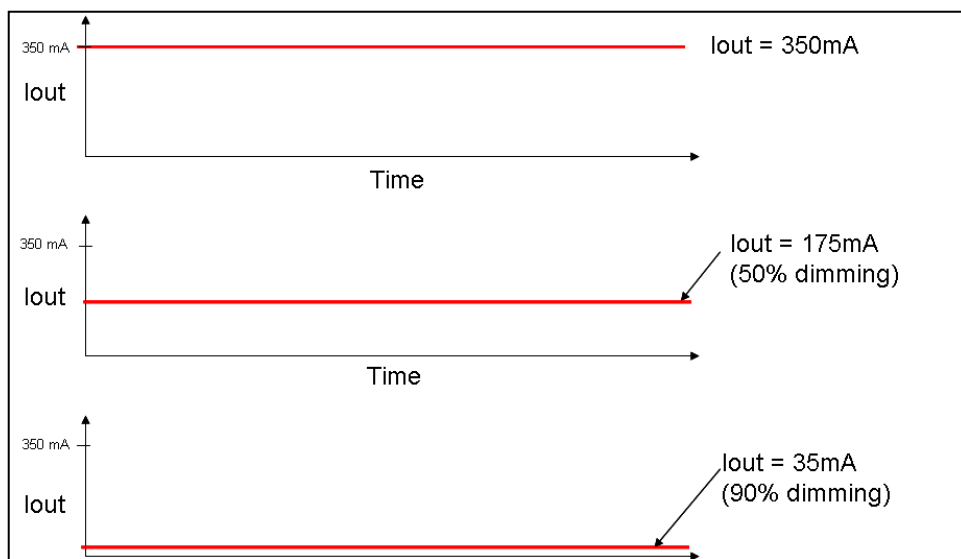 350 mA
Iout = 350mA
Iout
Time
350 mA
Iout = 175mA
(50% dimming)
Iout
Time
350 mA
Iout = 35mA
(90% dimming)
Iout